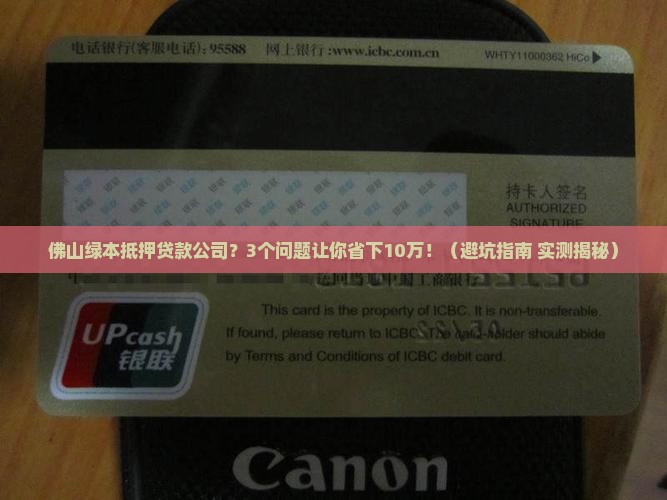 电话银行(客服电话):95588 网上银行:www.icbc.com.cn
WHTY11000362 HiCo
持卡人签名
AUTHORIZED
SIGNATURE
佛山绿本抵押贷款公司？3个问题让你省下10万！（避坑指南 实测揭秘）
This card is the property of ICBC. It is non-transferable.
If found, please return to ICBC. The card-holder should abide
by Terms and Conditions of ICBC debit card.
UPcash
银联
Canon